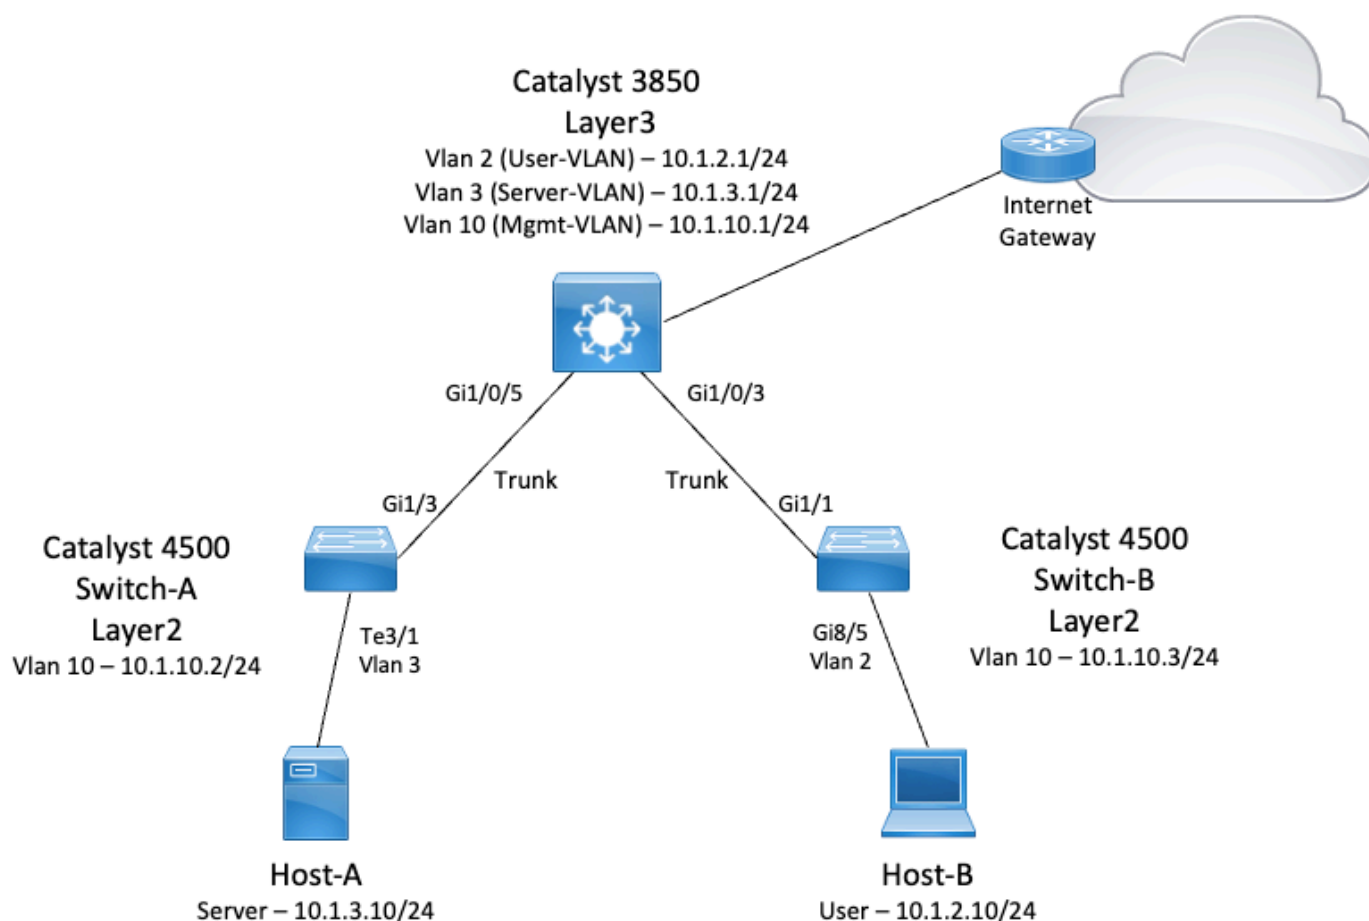 Catalyst 3850
Layer3
Vlan 2 (User-VLAN) – 10.1.2.1/24
Vlan 3 (Server-VLAN) – 10.1.3.1/24
Vlan 10 (Mgmt-VLAN) – 10.1.10.1/24
Internet
Gateway
Gi1/0/5
Gi1/0/3
Trunk
Trunk
Gi1/3
Gi1/1
Catalyst 4500
Switch-A
Layer2
Vlan 10 – 10.1.10.2/24
Catalyst 4500
Switch-B
Layer2
Vlan 10 – 10.1.10.3/24
Te3/1
Vlan 3
Gi8/5
Vlan 2
Host-A
Server – 10.1.3.10/24
Host-B
User – 10.1.2.10/24